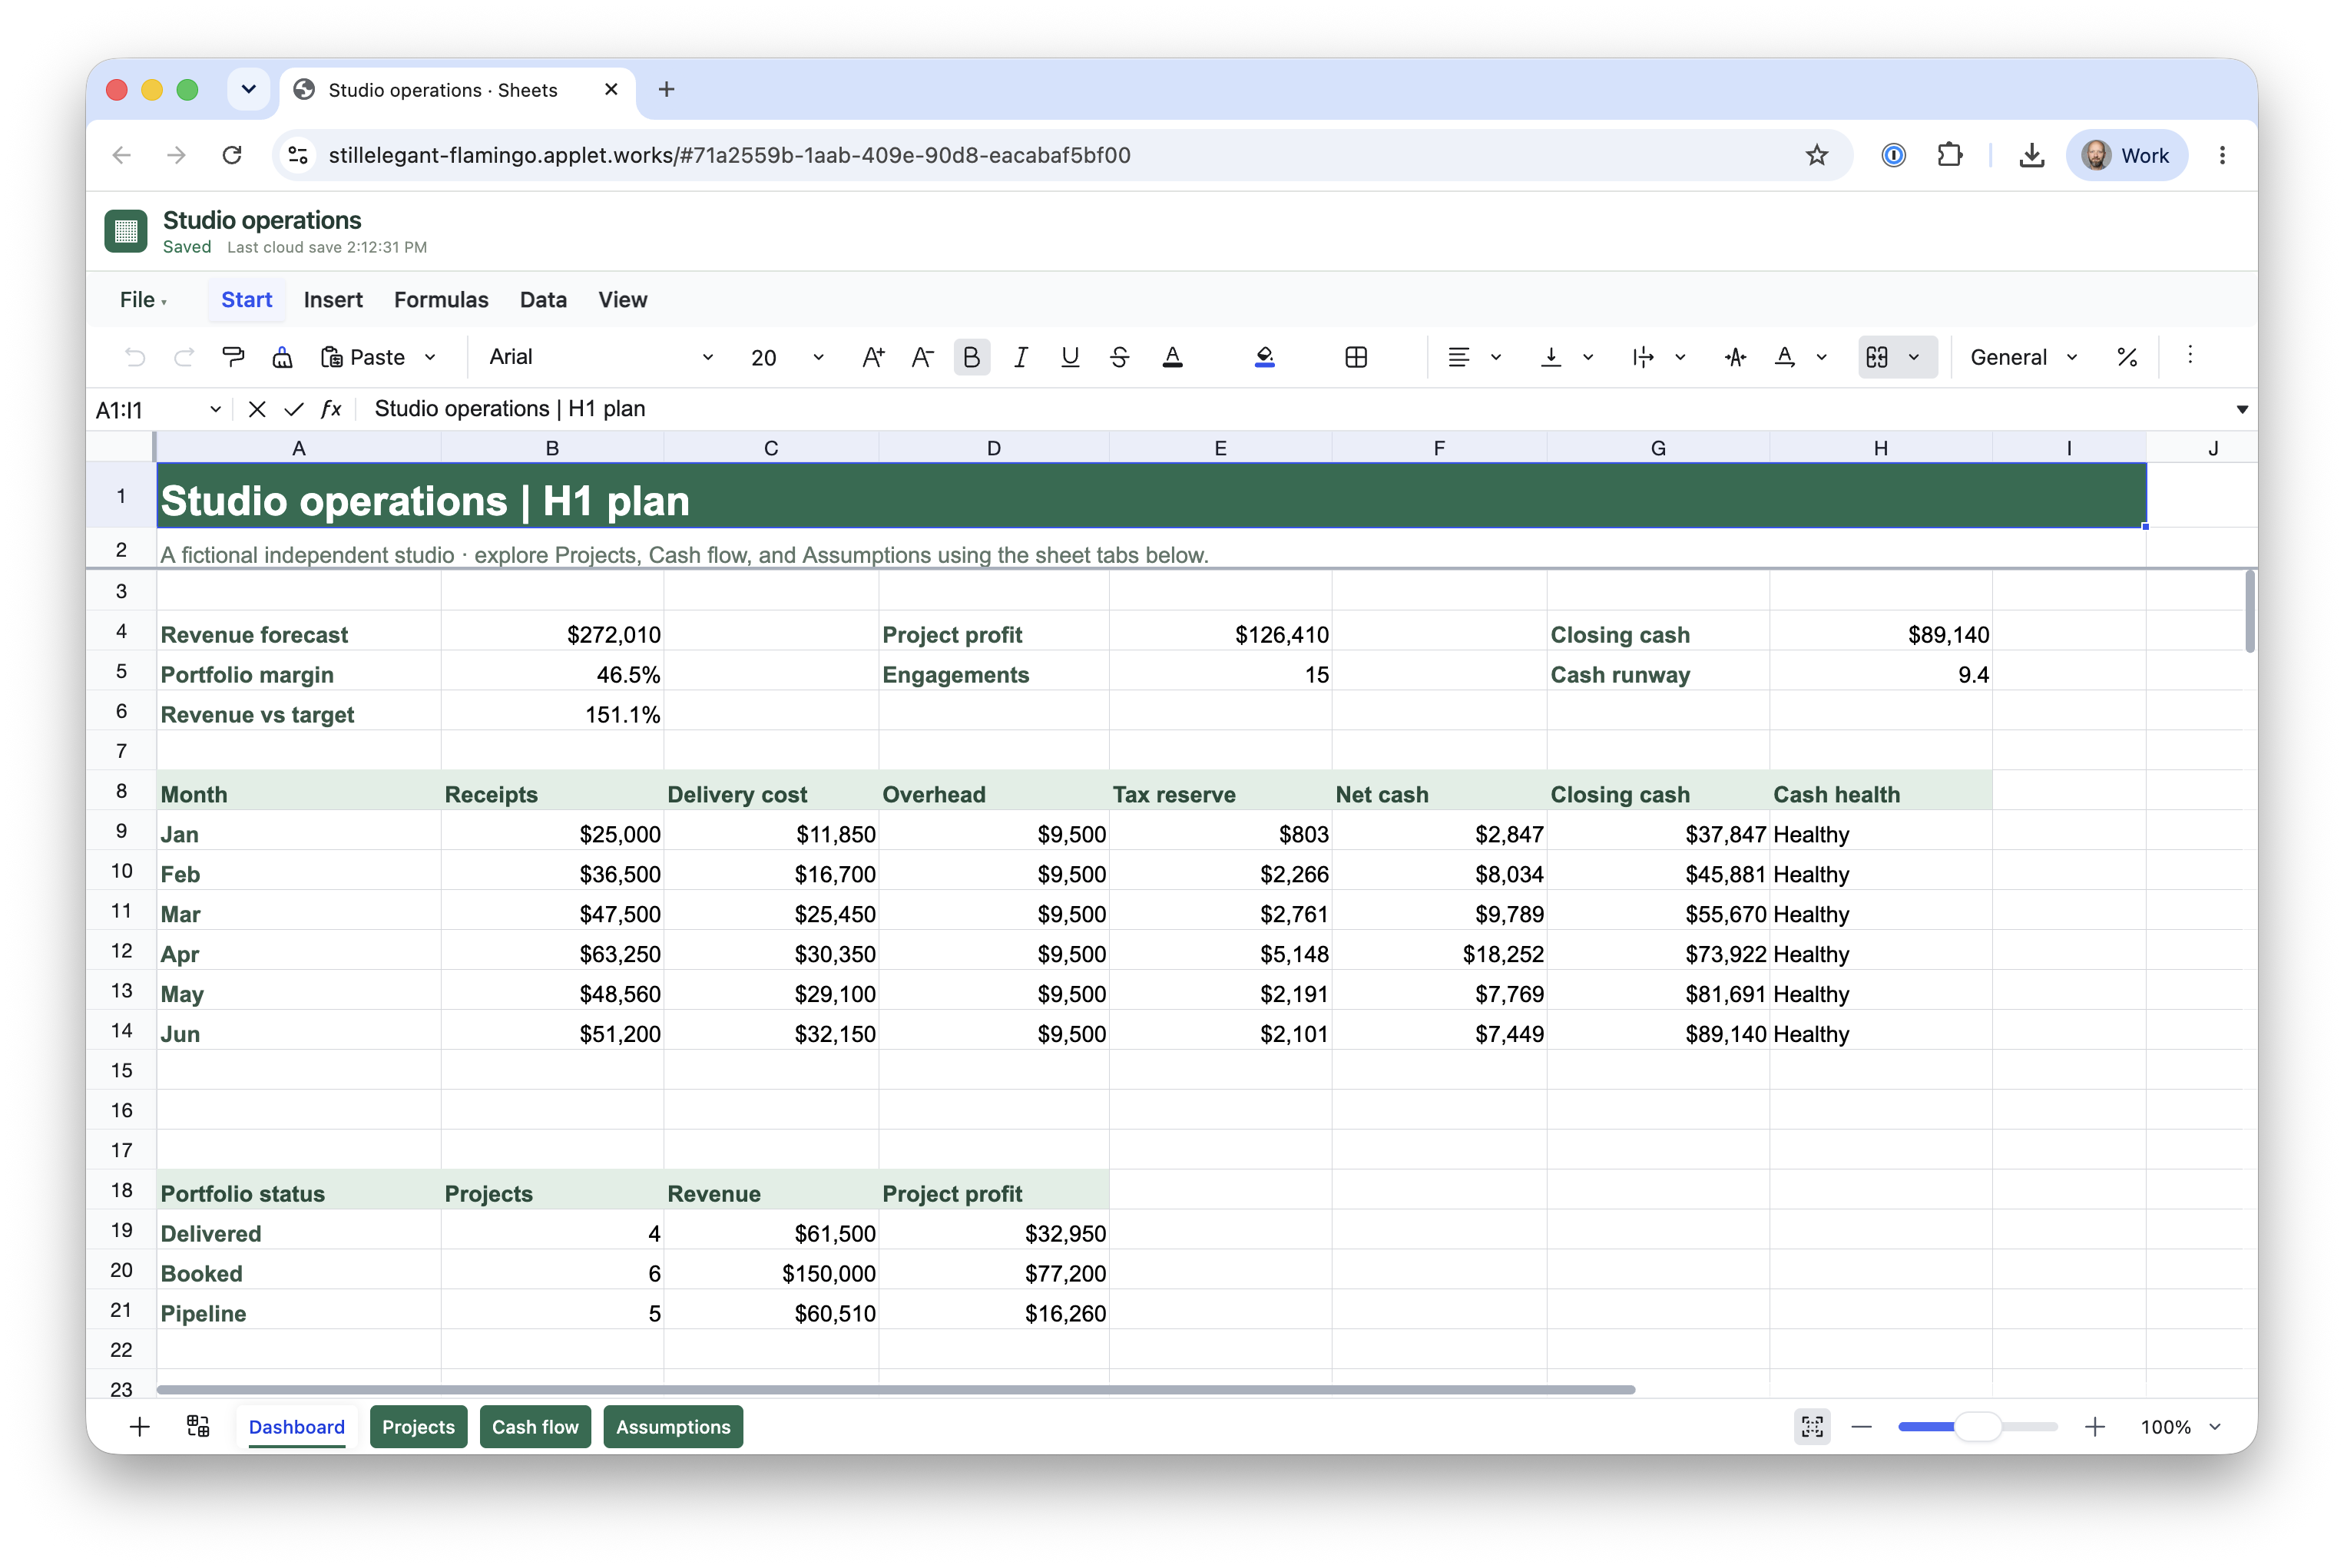 Studio operations · Sheets
stillelegant-flamingo.applet.works/#71a2559b-1aab-409e-90d8-eacabaf5bf00
Work
Studio operations
Saved Last cloud save 2:12:31 PM
File Start Insert Formulas Data View
Paste Arial 20 B I U S A General %
A1:I1 fx Studio operations | H1 plan
A B C D E F G H I J
1 Studio operations | H1 plan
2 A fictional independent studio · explore Projects, Cash flow, and Assumptions using the sheet tabs below.
3
4 Revenue forecast $272,010 Project profit $126,410 Closing cash $89,140
5 Portfolio margin 46.5% Engagements 15 Cash runway 9.4
6 Revenue vs target 151.1%
7
8 Month Receipts Delivery cost Overhead Tax reserve Net cash Closing cash Cash health
9 Jan $25,000 $11,850 $9,500 $803 $2,847 $37,847 Healthy
10 Feb $36,500 $16,700 $9,500 $2,266 $8,034 $45,881 Healthy
11 Mar $47,500 $25,450 $9,500 $2,761 $9,789 $55,670 Healthy
12 Apr $63,250 $30,350 $9,500 $5,148 $18,252 $73,922 Healthy
13 May $48,560 $29,100 $9,500 $2,191 $7,769 $81,691 Healthy
14 Jun $51,200 $32,150 $9,500 $2,101 $7,449 $89,140 Healthy
15
16
17
18 Portfolio status Projects Revenue Project profit
19 Delivered 4 $61,500 $32,950
20 Booked 6 $150,000 $77,200
21 Pipeline 5 $60,510 $16,260
22
23
Dashboard Projects Cash flow Assumptions 100%